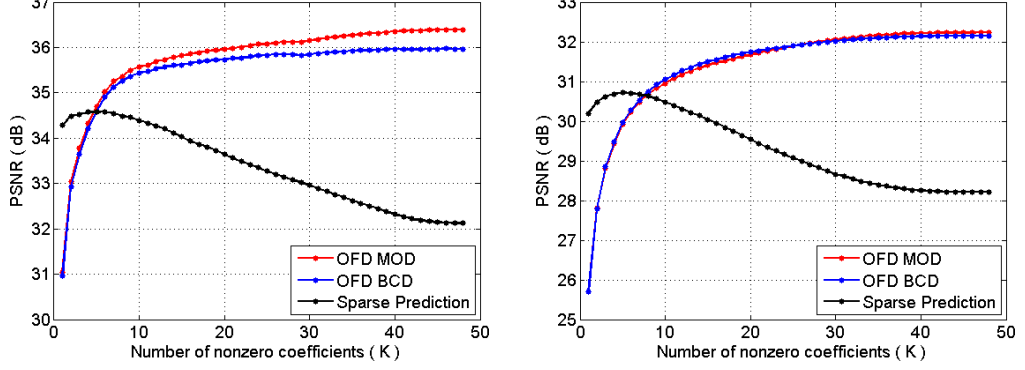 37
36
35
34
33
32
31
30
PSNR ( dB )
0 10 20 30 40 50
Number of nonzero coefficients ( K )
OFD MOD
OFD BCD
Sparse Prediction
33
32
31
30
29
28
27
26
25
PSNR ( dB )
0 10 20 30 40 50
Number of nonzero coefficients ( K )
OFD MOD
OFD BCD
Sparse Prediction